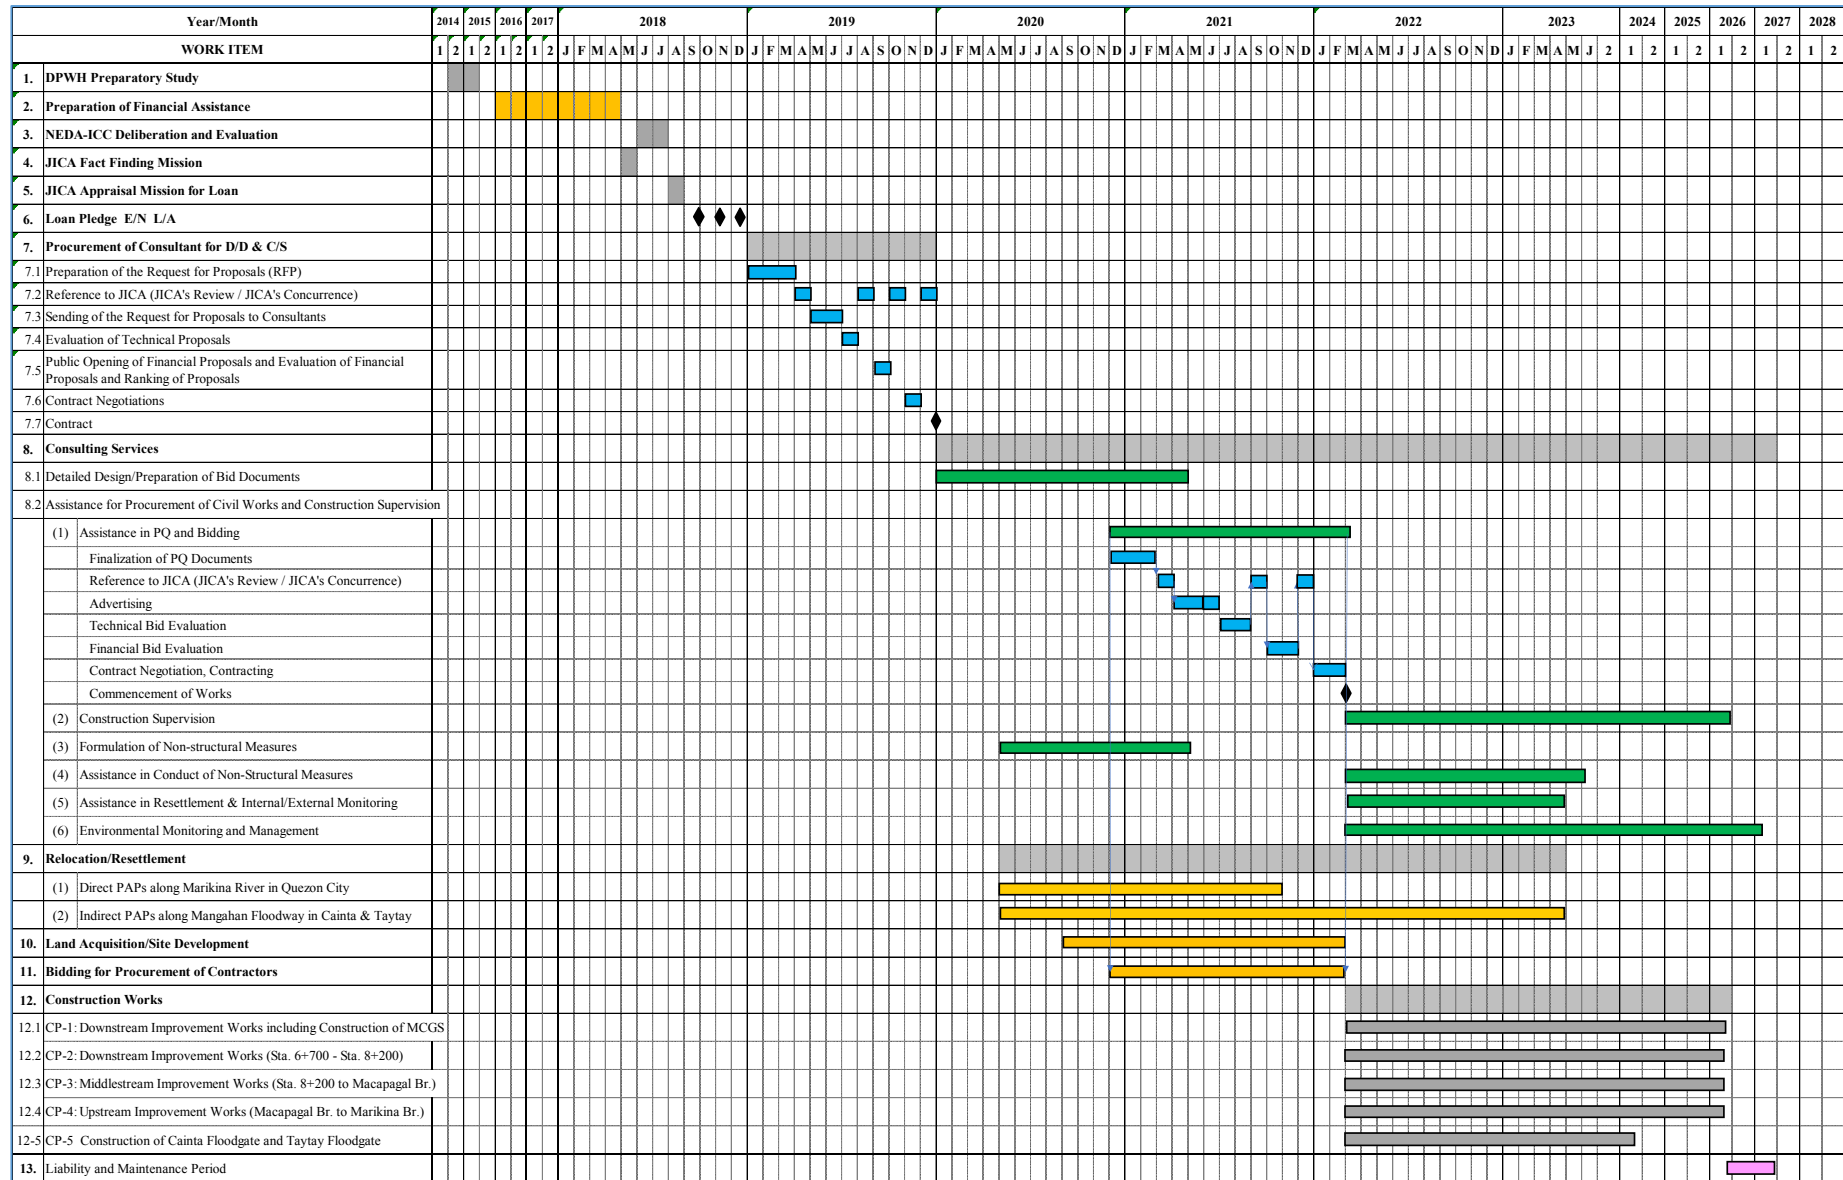 Year/Month 2014 2015 2016 2017 2018 2019 2020 2021 2022 2023 2024 2025 2026 2027 2028
WORK ITEM 1 2 1 2 1 2 1 2 J F M A M J J A S O N D J F M A M J J A S O N D J F M A M J J A S O N D J F M A M J J A S O N D J F M A M J J A S O N D J F M A M J 2 1 2 1 2 1 2 1 2 1 2
1. DPWH Preparatory Study
2. Preparation of Financial Assistance
3. NEDA-ICC Deliberation and Evaluation
4. JICA Fact Finding Mission
5. JICA Appraisal Mission for Loan
6. Loan Pledge E/N L/A
7. Procurement of Consultant for D/D & C/S
7.1 Preparation of the Request for Proposals (RFP)
7.2 Reference to JICA (JICA's Review / JICA's Concurrence)
7.3 Sending of the Request for Proposals to Consultants
7.4 Evaluation of Technical Proposals
7.5 Public Opening of Financial Proposals and Evaluation of Financial
Proposals and Ranking of Proposals
7.6 Contract Negotiations
7.7 Contract
8. Consulting Services
8.1 Detailed Design/Preparation of Bid Documents
8.2 Assistance for Procurement of Civil Works and Construction Supervision
(1) Assistance in PQ and Bidding
Finalization of PQ Documents
Reference to JICA (JICA's Review / JICA's Concurrence)
Advertising
Technical Bid Evaluation
Financial Bid Evaluation
Contract Negotiation, Contracting
Commencement of Works
(2) Construction Supervision
(3) Formulation of Non-structural Measures
(4) Assistance in Conduct of Non-Structural Measures
(5) Assistance in Resettlement & Internal/External Monitoring
(6) Environmental Monitoring and Management
9. Relocation/Resettlement
(1) Direct PAPs along Marikina River in Quezon City
(2) Indirect PAPs along Mangahan Floodway in Cainta & Taytay
10. Land Acquisition/Site Development
11. Bidding for Procurement of Contractors
12. Construction Works
12.1 CP-1: Downstream Improvement Works including Construction of MCGS
12.2 CP-2: Downstream Improvement Works (Sta. 6+700 - Sta. 8+200)
12.3 CP-3: Middlestream Improvement Works (Sta. 8+200 to Macapagal Br.)
12.4 CP-4: Upstream Improvement Works (Macapagal Br. to Marikina Br.)
12-5 CP-5 Construction of Cainta Floodgate and Taytay Floodgate
13. Liability and Maintenance Period